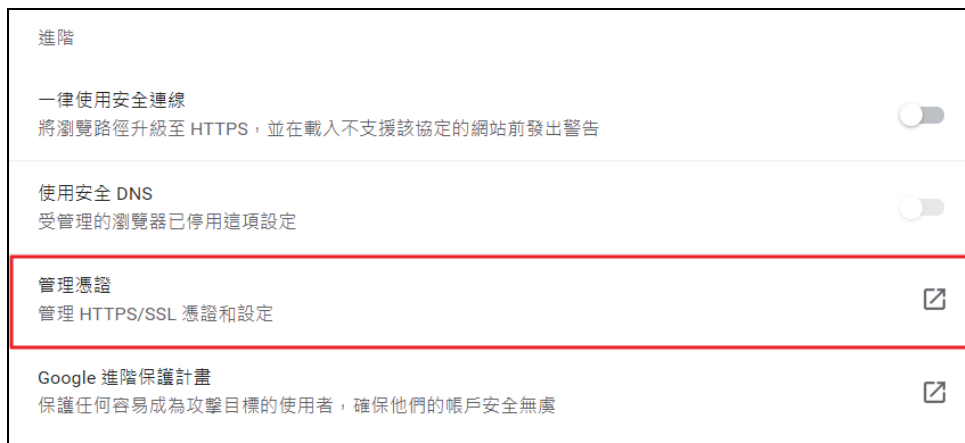 進階
一律使用安全連線
將瀏覽路徑升級至 HTTPS，並在載入不支援該協定的網站前發出警告
使用安全 DNS
受管理的瀏覽器已停用這項設定
管理憑證
管理 HTTPS/SSL 憑證和設定
Google 進階保護計畫
保護任何容易成為攻擊目標的使用者，確保他們的帳戶安全無虞